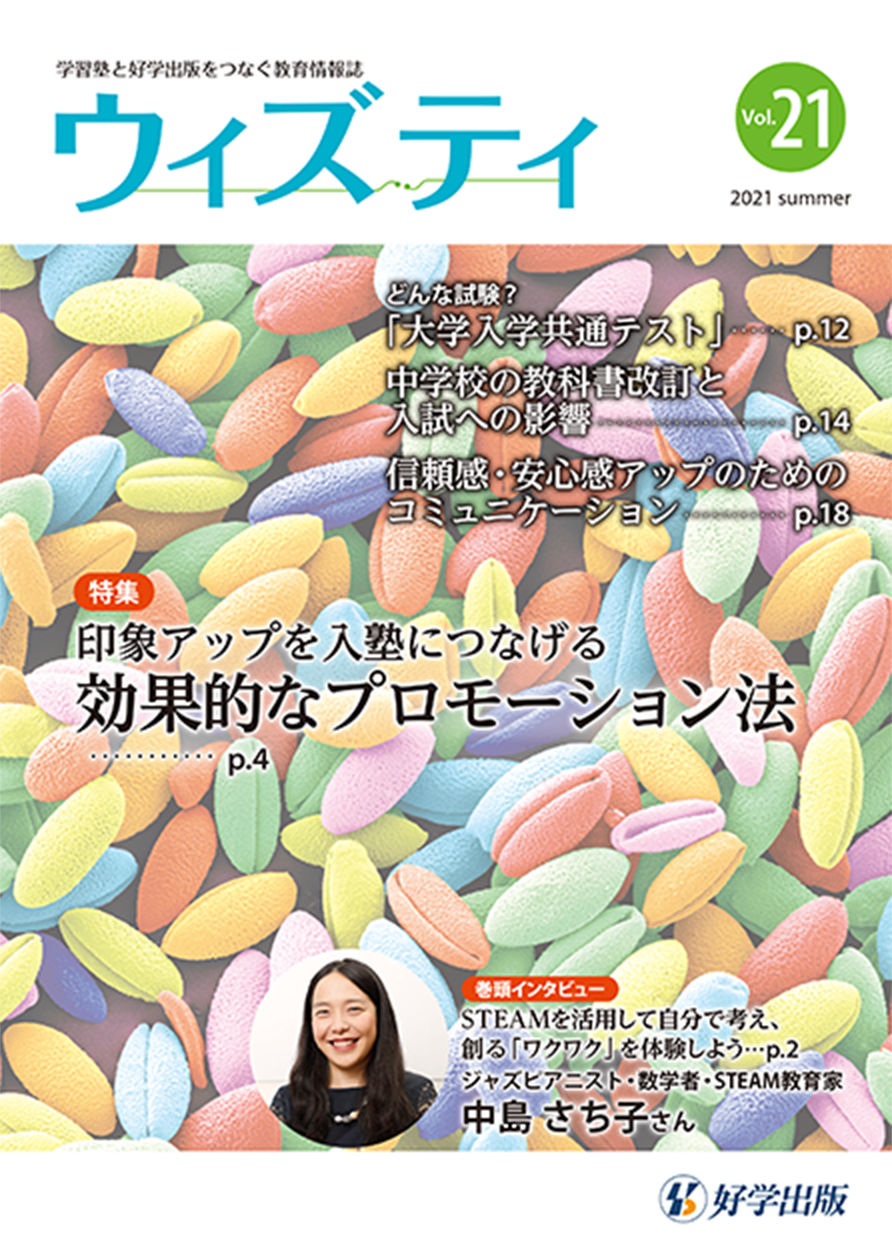 学習塾と好学出版をつなぐ教育情報誌
ウィズティ
Vol.21
2021 summer
どんな試験？
「大学入学共通テスト」 …… p.12
中学校の教科書改訂と
入試への影響 ………… p.14
信頼感・安心感アップのための
コミュニケーション ………… p.18
特集
印象アップを入塾につなげる
効果的なプロモーション法
………… p.4
巻頭インタビュー
STEAMを活用して自分で考え、
創る「ワクワク」を体験しよう…p.2
ジャズピアニスト・数学者・STEAM教育家
中島 さち子さん
好学出版